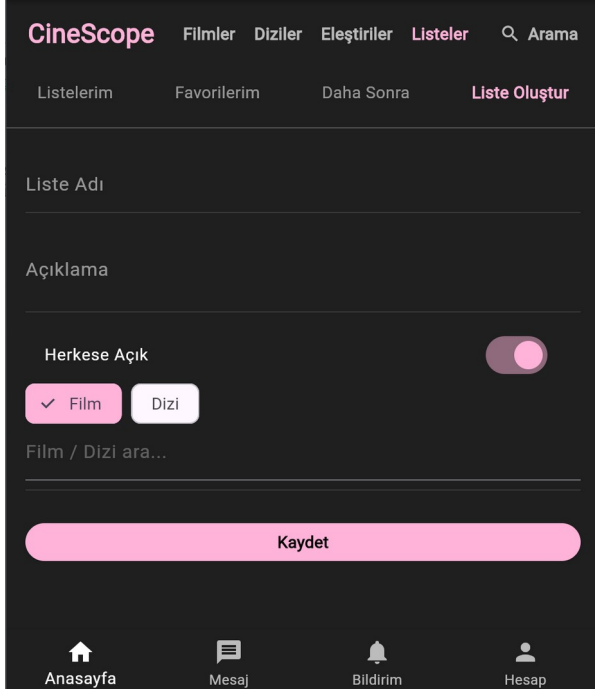 CineScope Filmler Diziler Eleştiriler Listeler Arama
Listelerim Favorilerim Daha Sonra Liste Oluştur
Liste Adı
Açıklama
Herkese Açık
Film Dizi
Film / Dizi ara...
Kaydet
Anasayfa Mesaj Bildirim Hesap